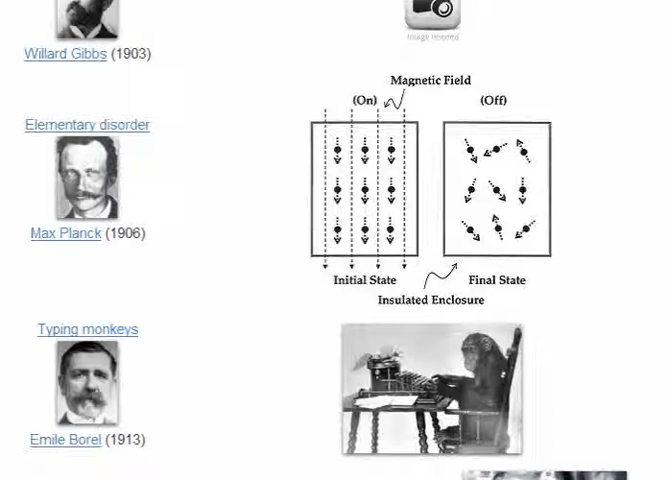 Willard Gibbs (1903)
Image needed
Magnetic Field
(On)
(Off)
Elementary disorder
Max Planck (1906)
Initial State
Final State
Insulated Enclosure
Typing monkeys
Emile Borel (1913)